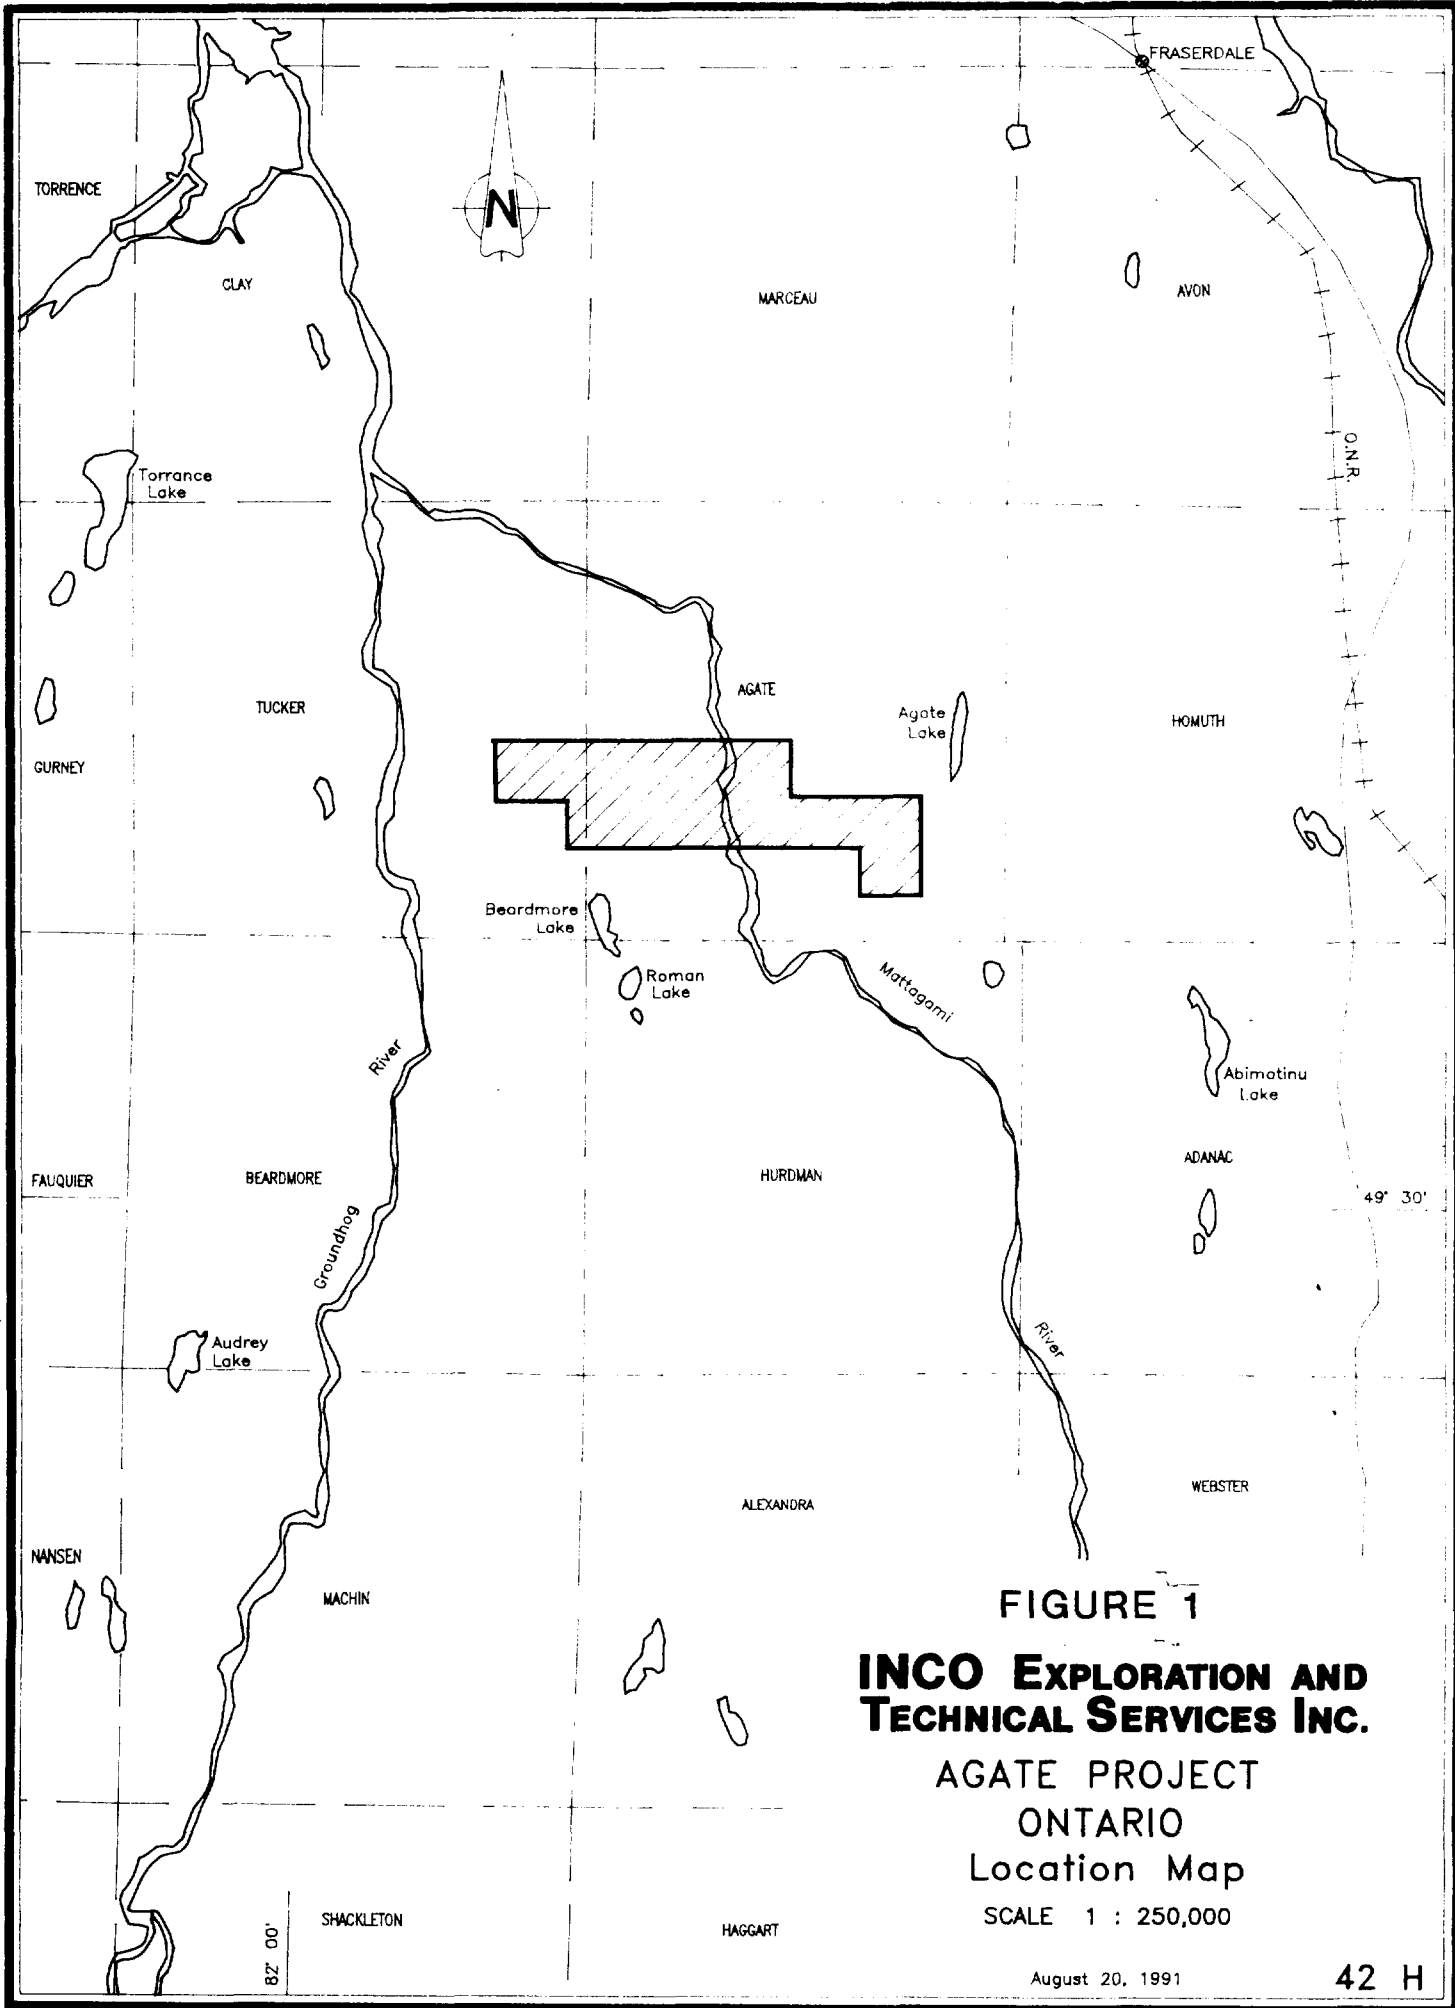 FRASERDALE
TORRENCE
N
CLAY
MARCEAU
AVON
O.N.R.
Torrance
Lake
AGATE
TUCKER
Agate
Lake
HOMUTH
GURNEY
Beardmore
Lake
Roman
Lake
Mattagami
River
Abimatinu
Lake
ADANAC
FAUQUIER
BEARDMORE
HURDMAN
49° 30'
Groundhog
River
Audrey
Lake
WEBSTER
ALEXANDRA
NANSEN
MACHIN
FIGURE 1
INCO EXPLORATION AND
TECHNICAL SERVICES INC.
AGATE PROJECT
ONTARIO
Location Map
SCALE 1 : 250,000
82° 00'
SHACKLETON
HAGGART
August 20, 1991
42 H